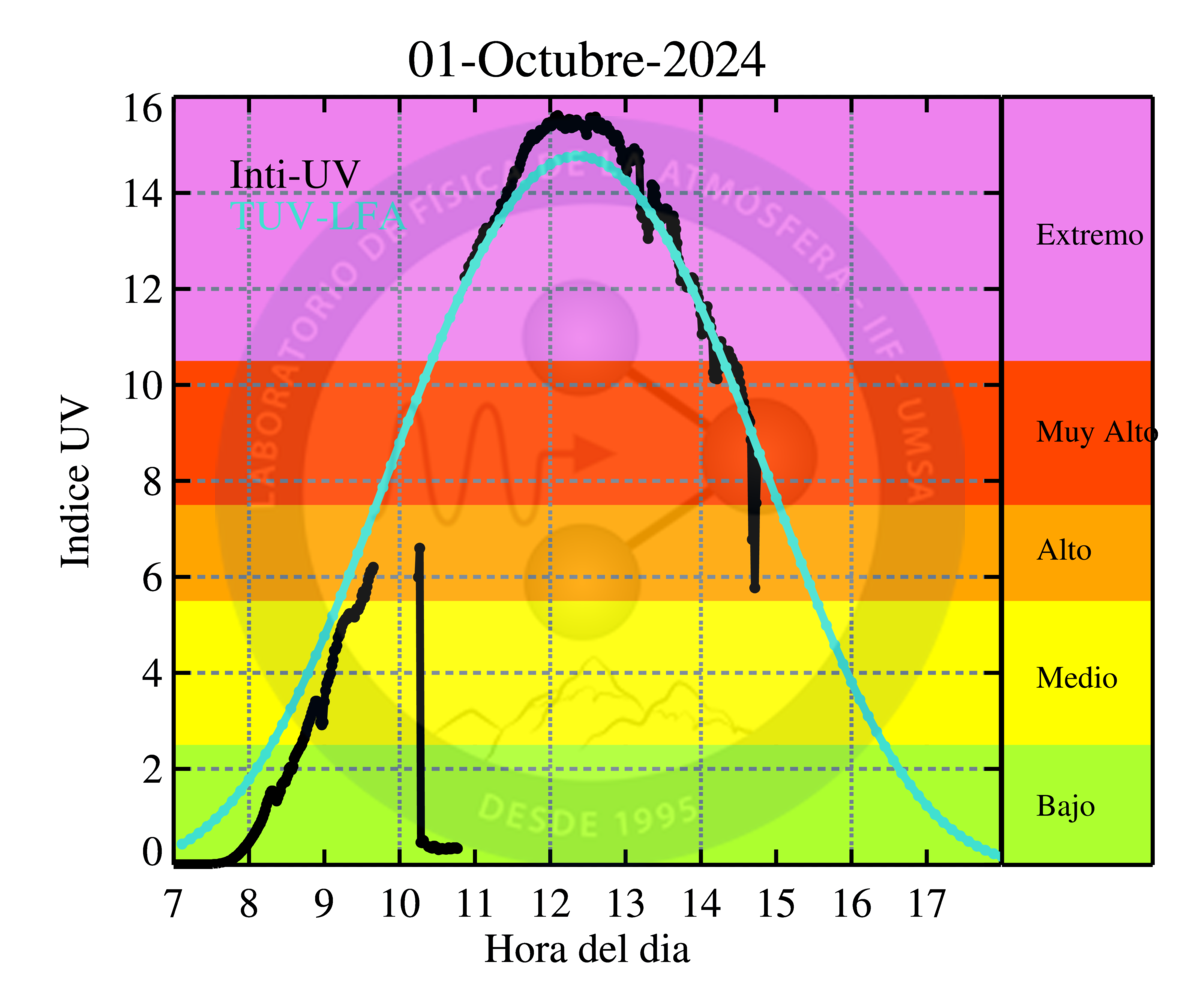 01-Octubre-2024
16
14
12
10
8
6
4
2
0
Indice UV
Inti-UV
TUV-LFA
LABORATORIO DE FÍSICA DE LA ATMÓSFERA - IIF - UMSA
DESDE 1995
Extremo
Muy Alto
Alto
Medio
Bajo
7 8 9 10 11 12 13 14 15 16 17
Hora del dia